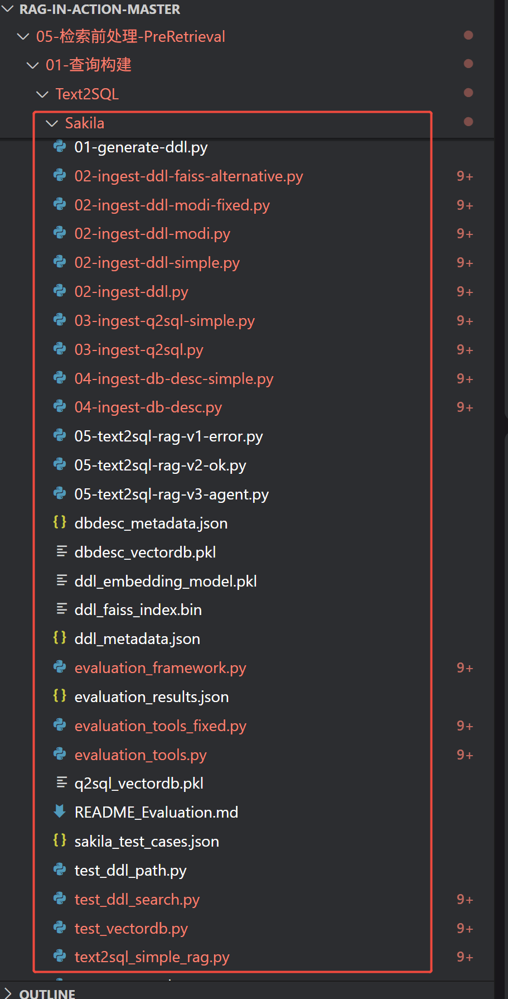 RAG-IN-ACTION-MASTER
05-检索前处理-PreRetrieval
01-查询构建
Text2SQL
Sakila
01-generate-ddl.py
02-ingest-ddl-faiss-alternative.py 9+
02-ingest-ddl-modi-fixed.py 9+
02-ingest-ddl-modi.py 9+
02-ingest-ddl-simple.py 9+
02-ingest-ddl.py 9+
03-ingest-q2sql-simple.py 9+
03-ingest-q2sql.py 9+
04-ingest-db-desc-simple.py 9+
04-ingest-db-desc.py 9+
05-text2sql-rag-v1-error.py
05-text2sql-rag-v2-ok.py
05-text2sql-rag-v3-agent.py
{} dbdesc_metadata.json
dbdesc_vectordb.pkl
ddl_embedding_model.pkl
ddl_faiss_index.bin
{} ddl_metadata.json
evaluation_framework.py 9+
{} evaluation_results.json
evaluation_tools_fixed.py 9+
evaluation_tools.py 9+
q2sql_vectordb.pkl
README_Evaluation.md
{} sakila_test_cases.json
test_ddl_path.py
test_ddl_search.py 9+
test_vectordb.py 9+
text2sql_simple_rag.py 9+
OUTLINE